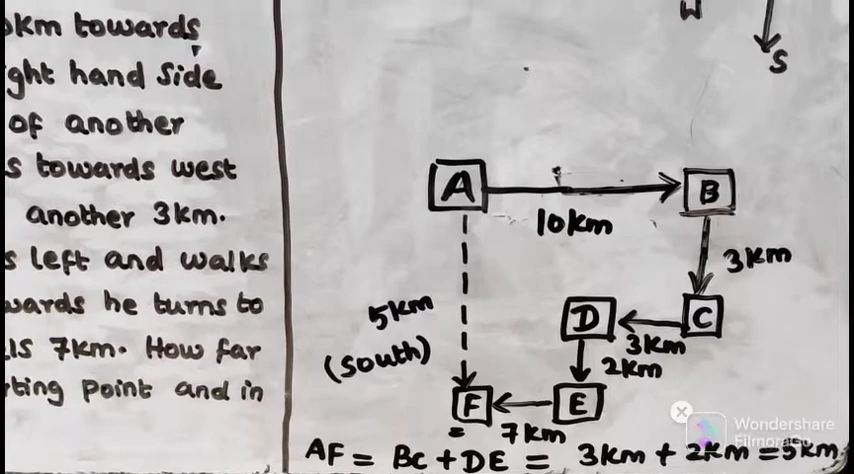 km towards
ght hand side
of another
s towards west
another 3km.
s left and walks
wards he turns to
ls 7km. How far
rting point and in
W
S
A
B
10km
3km
5km
(south)
D
C
3km
2km
F
E
7km
AF = BC + DE = 3km + 2km = 5km
Wondershare
Filmora